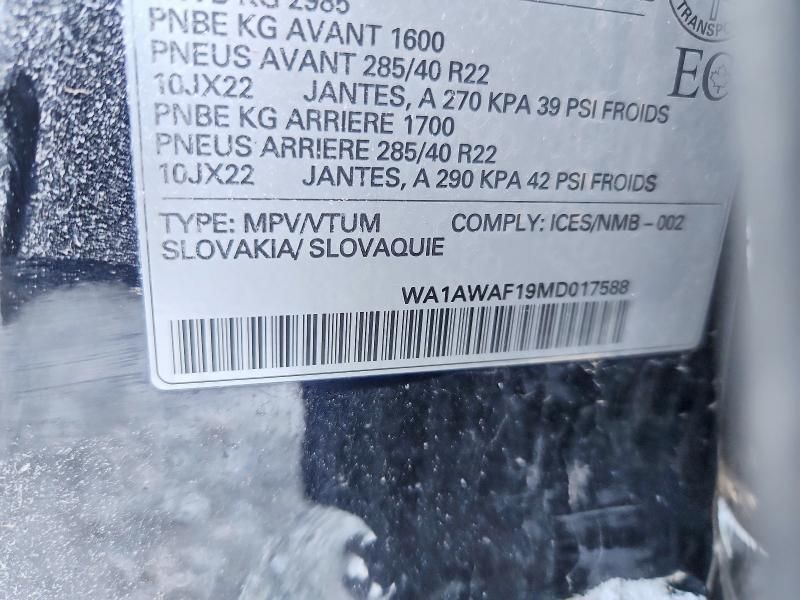 KG 2985
PNBE KG AVANT 1600
PNEUS AVANT 285/40 R22
10JX22 JANTES, A 270 KPA 39 PSI FROIDS
PNBE KG ARRIERE 1700
PNEUS ARRIERE 285/40 R22
10JX22 JANTES, A 290 KPA 42 PSI FROIDS
TYPE: MPV/VTUM COMPLY: ICES/NMB-002
SLOVAKIA/ SLOVAQUIE
WA1AWAF19MD017588